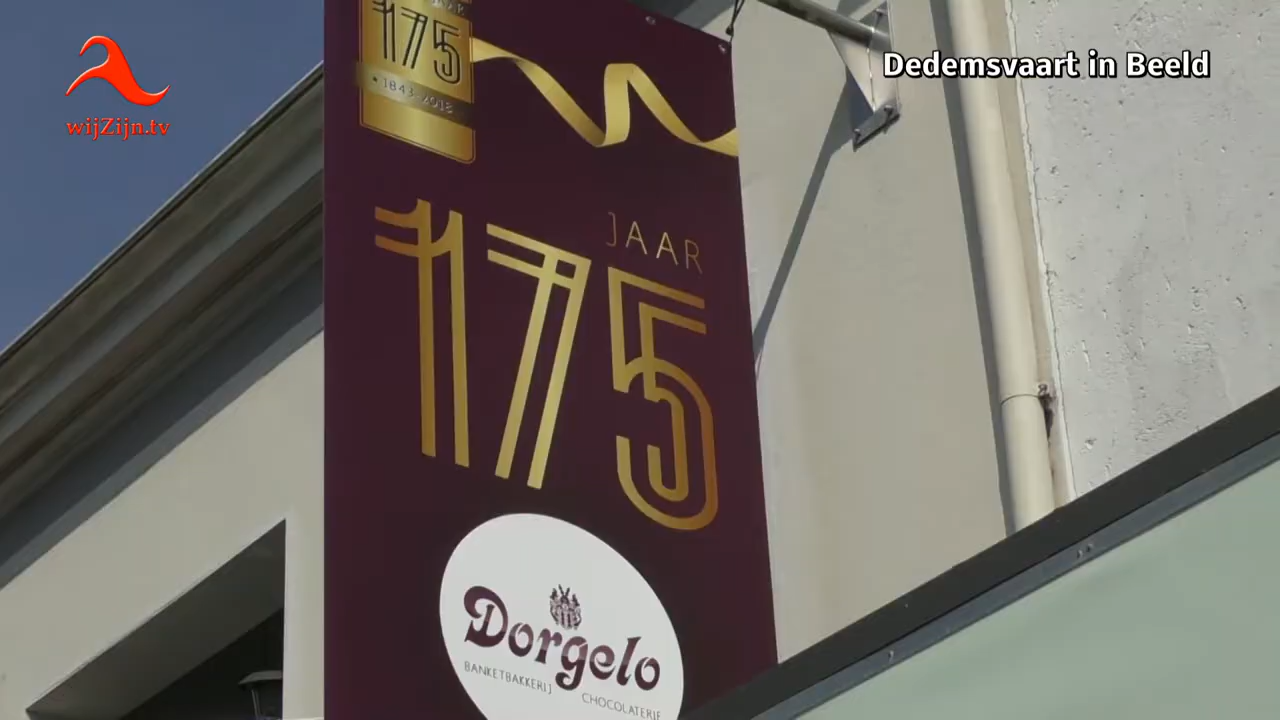 JAAR
175
1843-2018
wijZijn.tv
Dedemsvaart in Beeld
JAAR
175
Dorgelo
BANKETBAKKERIJ CHOCOLATERIE